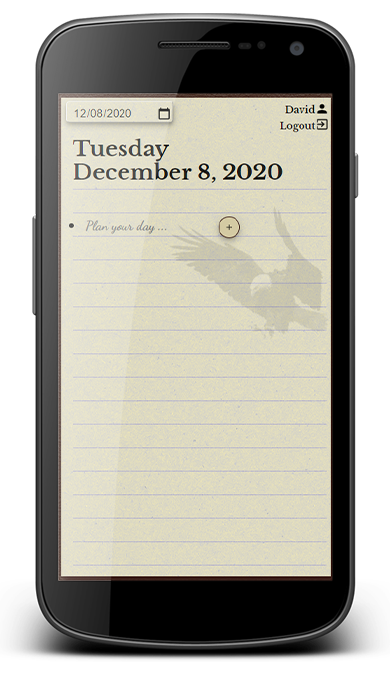 12/08/2020
David
Logout
Tuesday
December 8, 2020
Plan your day ...
+